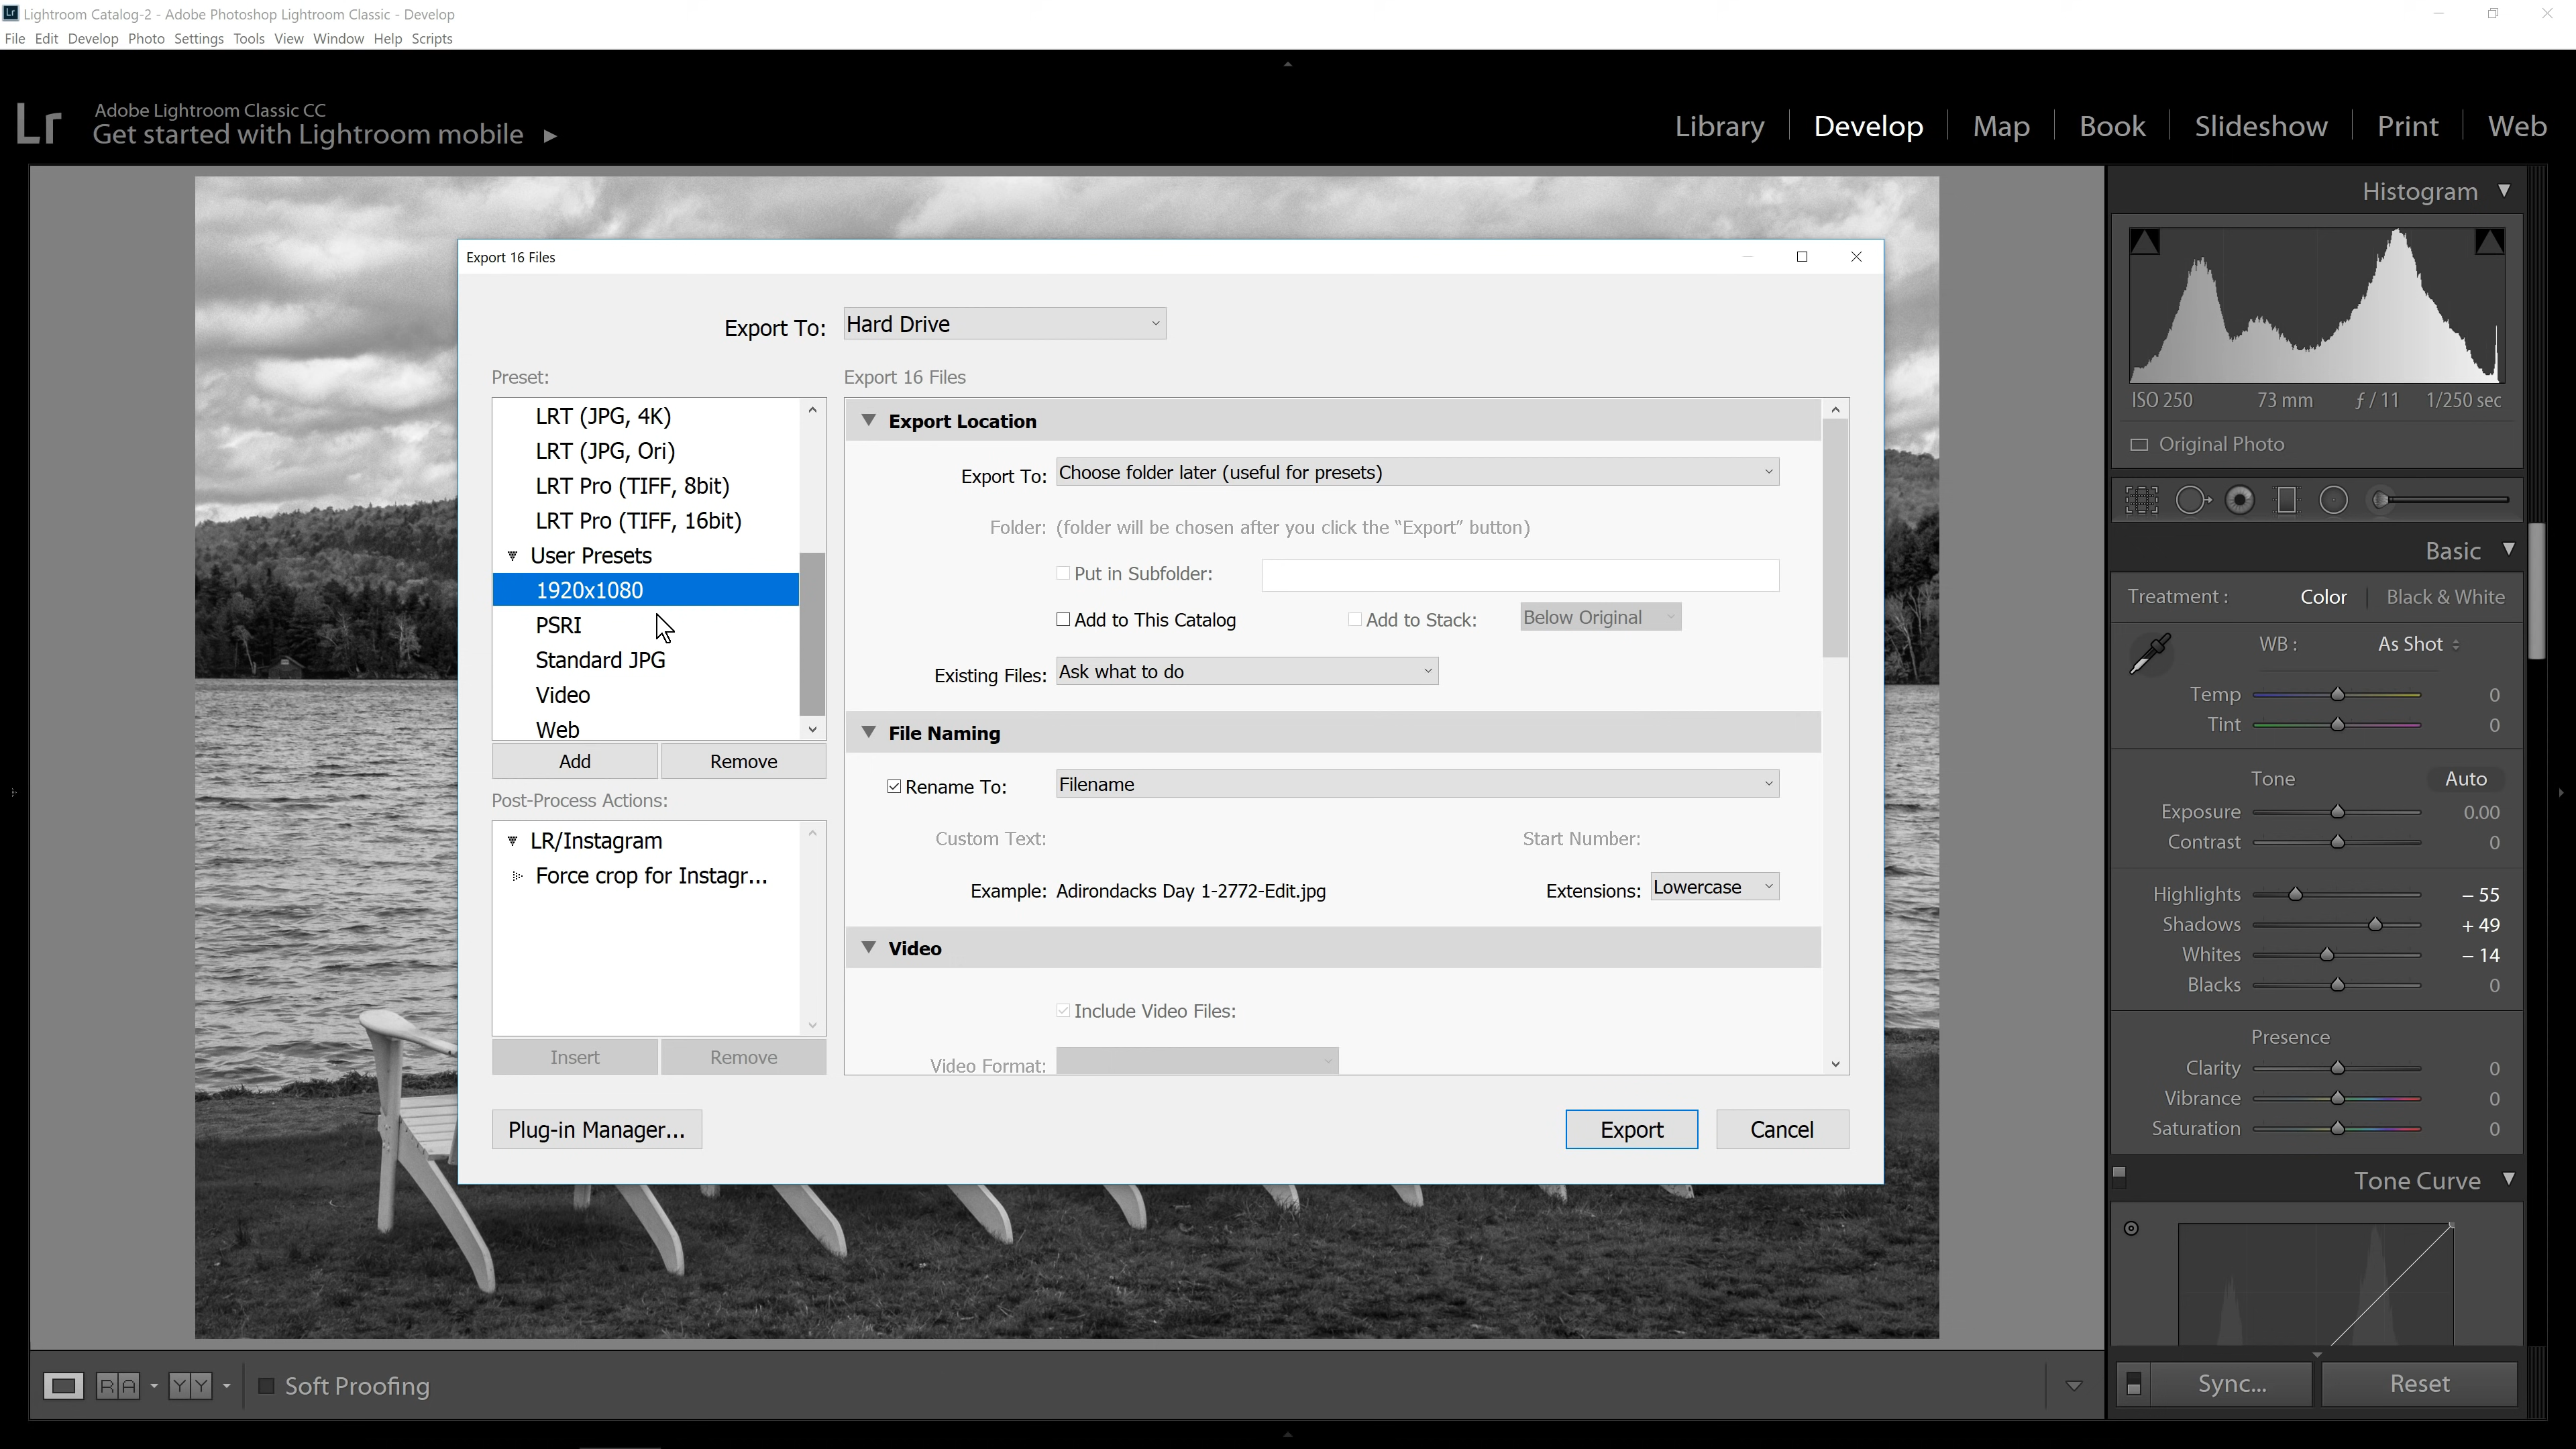 Lr Lightroom Catalog-2 - Adobe Photoshop Lightroom Classic - Develop
File Edit Develop Photo Settings Tools View Window Help Scripts
Lr
Adobe Lightroom Classic CC
Get started with Lightroom mobile
Library Develop Map Book Slideshow Print Web
Export 16 Files
Export To: Hard Drive
Preset:
LRT (JPG, 4K)
LRT (JPG, Ori)
LRT Pro (TIFF, 8bit)
LRT Pro (TIFF, 16bit)
User Presets
1920x1080
PSRI
Standard JPG
Video
Web
Add Remove
Post-Process Actions:
LR/Instagram
Force crop for Instagr...
Insert Remove
Plug-in Manager...
Export 16 Files
Export Location
Export To: Choose folder later (useful for presets)
Folder: (folder will be chosen after you click the "Export" button)
Put in Subfolder:
Add to This Catalog Add to Stack: Below Original
Existing Files: Ask what to do
File Naming
Rename To: Filename
Custom Text: Start Number:
Example: Adirondacks Day 1-2772-Edit.jpg Extensions: Lowercase
Video
Include Video Files:
Video Format:
Export Cancel
Histogram
ISO 250 73 mm ƒ / 11 1/250 sec
Original Photo
Basic
Treatment : Color Black & White
WB : As Shot
Temp 0
Tint 0
Tone Auto
Exposure 0.00
Contrast 0
Highlights – 55
Shadows + 49
Whites – 14
Blacks 0
Presence
Clarity 0
Vibrance 0
Saturation 0
Tone Curve
Sync... Reset
R A Y Y Soft Proofing